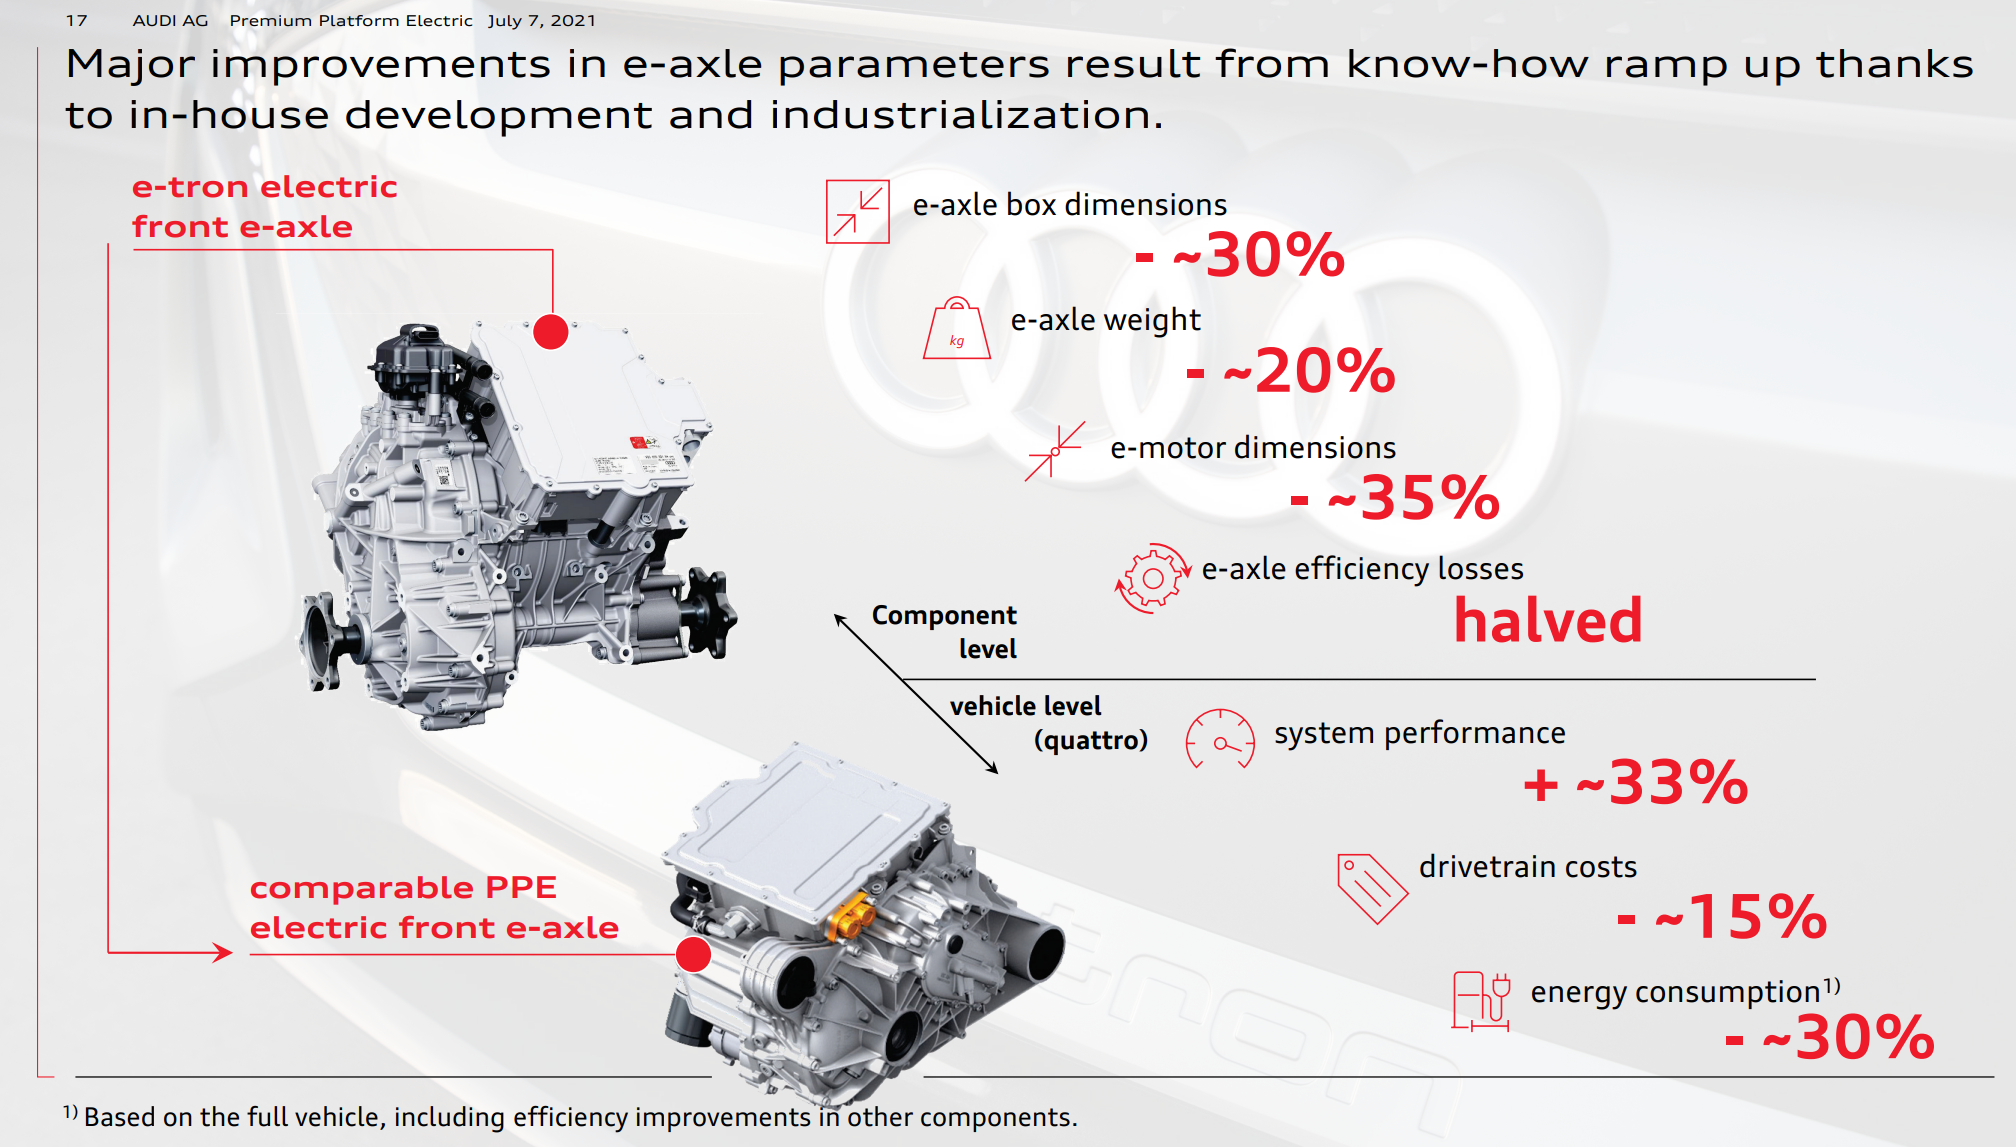 17 AUDI AG Premium Platform Electric July 7, 2021
Major improvements in e-axle parameters result from know-how ramp up thanks
to in-house development and industrialization.
e-tron electric
front e-axle
e-axle box dimensions
- ~30%
kg
e-axle weight
- ~20%
e-motor dimensions
- ~35%
e-axle efficiency losses
halved
Component
level
vehicle level
(quattro)
system performance
+ ~33%
drivetrain costs
- ~15%
energy consumption¹⁾
- ~30%
comparable PPE
electric front e-axle
e-tron
¹⁾ Based on the full vehicle, including efficiency improvements in other components.